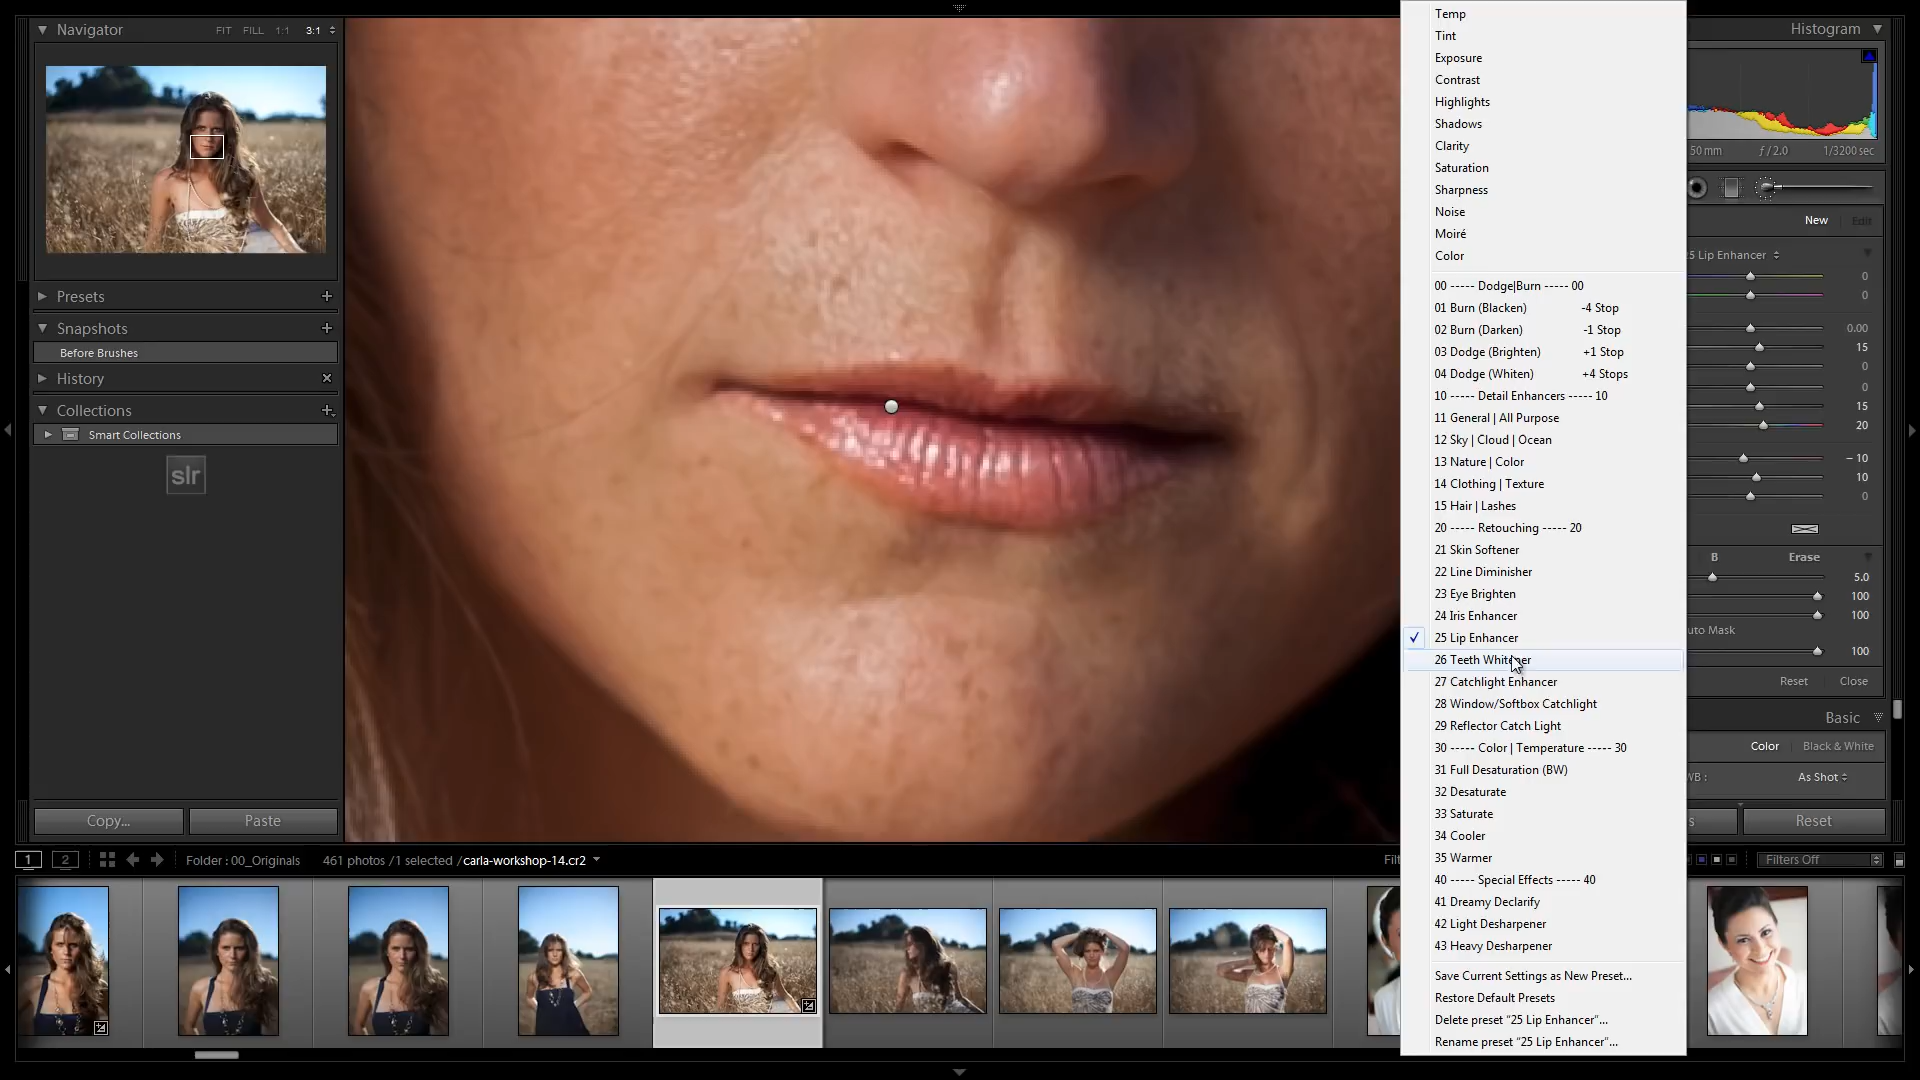 Navigator
FIT FILL 1:1 3:1
Presets
Snapshots
Before Brushes
History
Collections
Smart Collections
slr
Copy... Paste
Temp
Tint
Exposure
Contrast
Highlights
Shadows
Clarity
Saturation
Sharpness
Noise
Moiré
Color
00 ----- Dodge|Burn ----- 00
01 Burn (Blacken) -4 Stop
02 Burn (Darken) -1 Stop
03 Dodge (Brighten) +1 Stop
04 Dodge (Whiten) +4 Stops
10 ----- Detail Enhancers ----- 10
11 General | All Purpose
12 Sky | Cloud | Ocean
13 Nature | Color
14 Clothing | Texture
15 Hair | Lashes
20 ----- Retouching ----- 20
21 Skin Softener
22 Line Diminisher
23 Eye Brighten
24 Iris Enhancer
25 Lip Enhancer
26 Teeth Whitener
27 Catchlight Enhancer
28 Window/Softbox Catchlight
29 Reflector Catch Light
30 ----- Color | Temperature ----- 30
31 Full Desaturation (BW)
32 Desaturate
33 Saturate
34 Cooler
35 Warmer
40 ----- Special Effects ----- 40
41 Dreamy Declarify
42 Light Desharpener
43 Heavy Desharpener
Save Current Settings as New Preset...
Restore Default Presets
Delete preset “25 Lip Enhancer”...
Rename preset “25 Lip Enhancer”...
Histogram
50 mm ƒ / 2.0 1/3200 sec
New Edit
5 Lip Enhancer
0
0
0.00
15
0
0
15
20
– 10
10
0
B Erase
5.0
100
100
uto Mask
100
Reset Close
Basic
Color Black & White
WB : As Shot
s Reset
1 2 Folder : 00_Originals 461 photos / 1 selected / carla-workshop-14.cr2 Filt Filters Off